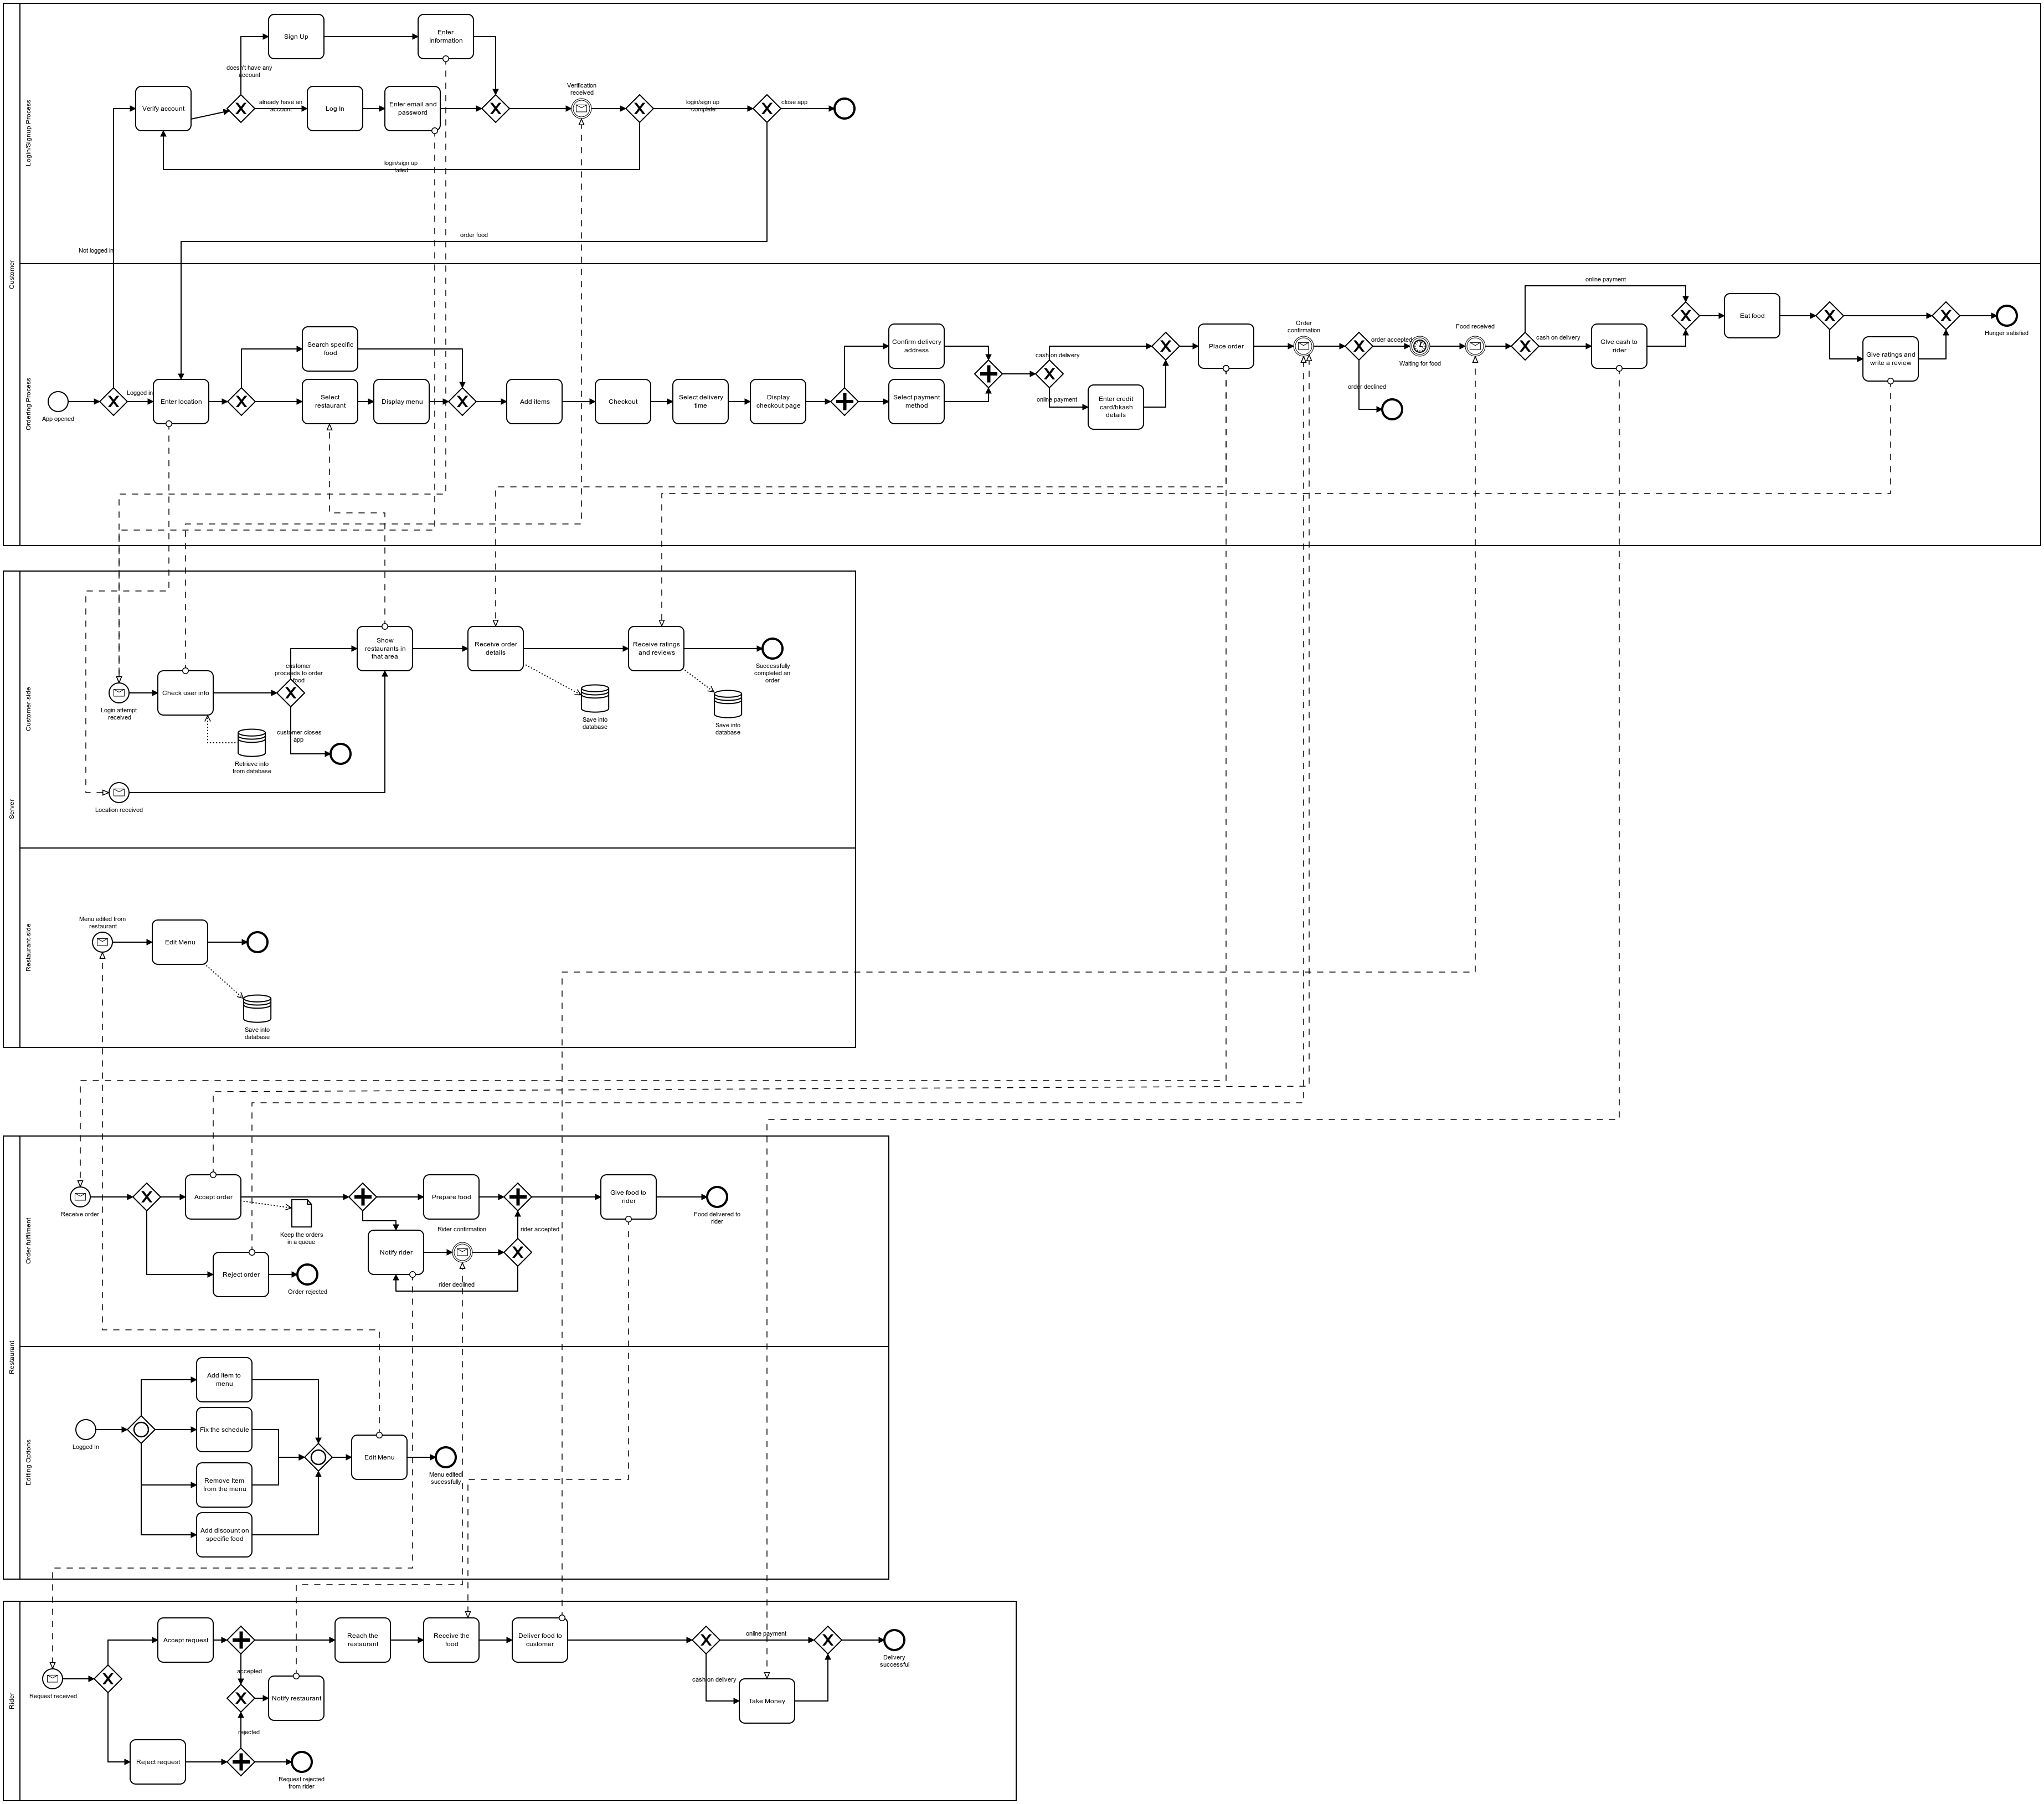 Customer
Login/Signup Process
Sign Up
Enter
Information
doesn't have any
account
Verify account
already have an
account
Log In
Enter email and
password
Verification
received
login/sign up
complete
close app
login/sign up
failed
order food
Not logged in
Ordering Process
App opened
Logged in
Enter location
Search specific
food
Select
restaurant
Display menu
Add items
Checkout
Select delivery
time
Display
checkout page
Confirm delivery
address
Select payment
method
cash on delivery
online payment
Enter credit
card/bkash
details
Place order
Order
confirmation
order accepted
order declined
Waiting for food
Food received
online payment
cash on delivery
Give cash to
rider
Eat food
Give ratings and
write a review
Hunger satisfied
Server
Customer-side
Login attempt
received
Check user info
Retrieve info
from database
customer
proceeds to order
food
customer closes
app
Location received
Show
restaurants in
that area
Receive order
details
Save into
database
Receive ratings
and reviews
Save into
database
Successfully
completed an
order
Restaurant-side
Menu edited from
restaurant
Edit Menu
Save into
database
Restaurant
Order fulfilment
Receive order
Accept order
Keep the orders
in a queue
Reject order
Order rejected
Prepare food
Notify rider
Rider confirmation
rider accepted
rider declined
Give food to
rider
Food delivered to
rider
Editing Options
Logged In
Add Item to
menu
Fix the schedule
Remove Item
from the menu
Add discount on
specific food
Edit Menu
Menu edited
sucessfully
Rider
Request received
Accept request
accepted
Notify restaurant
rejected
Reject request
Request rejected
from rider
Reach the
restaurant
Receive the
food
Deliver food to
customer
online payment
cash on delivery
Take Money
Delivery
successful